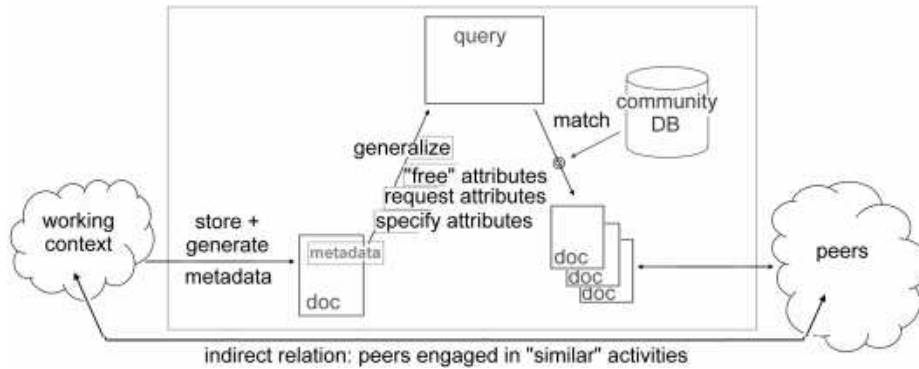 query
community
DB
match
generalize
"free" attributes
request attributes
specify attributes
working
context
store +
generate
metadata
metadata
doc
doc
doc
doc
peers
indirect relation: peers engaged in "similar" activities